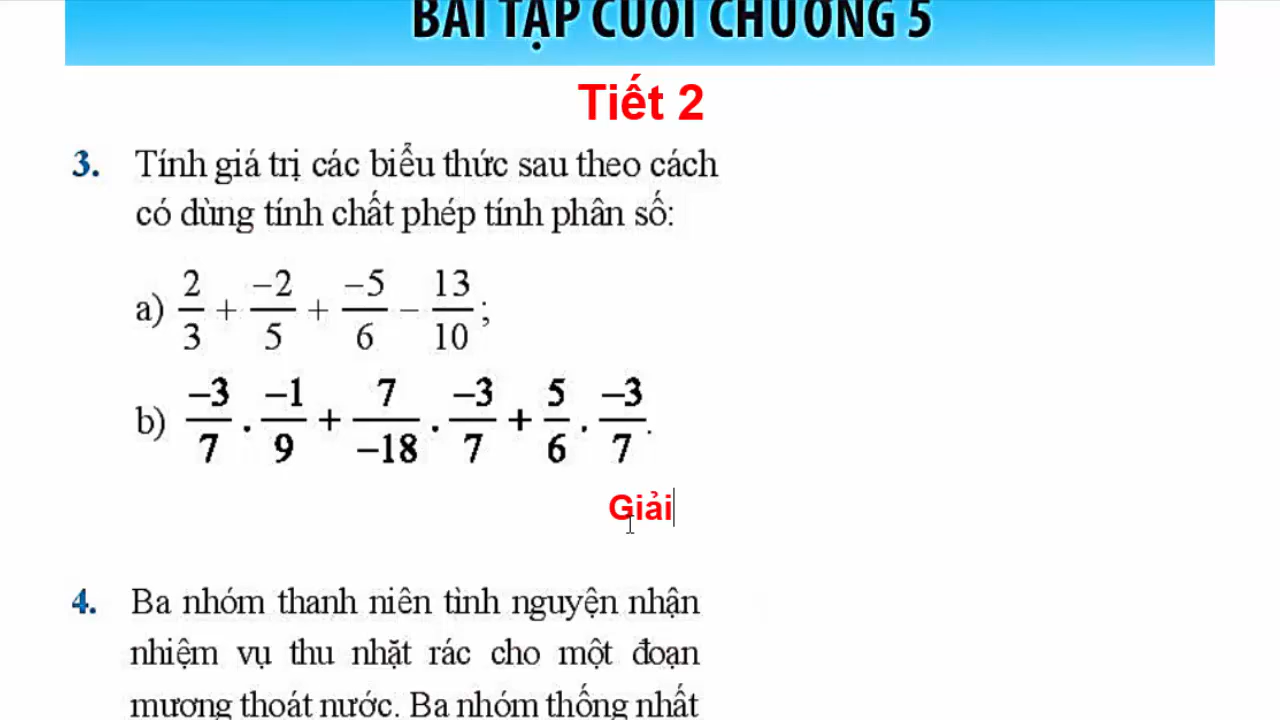 BÀI TẬP CUỐI CHƯƠNG 5
Tiết 2
3. Tính giá trị các biểu thức sau theo cách
có dùng tính chất phép tính phân số:
a) 2/3 + –2/5 + –5/6 – 13/10;
b) –3/7 . –1/9 + 7/–18 . –3/7 + 5/6 . –3/7.
Giải
4. Ba nhóm thanh niên tình nguyện nhận
nhiệm vụ thu nhặt rác cho một đoạn
mương thoát nước. Ba nhóm thống nhất